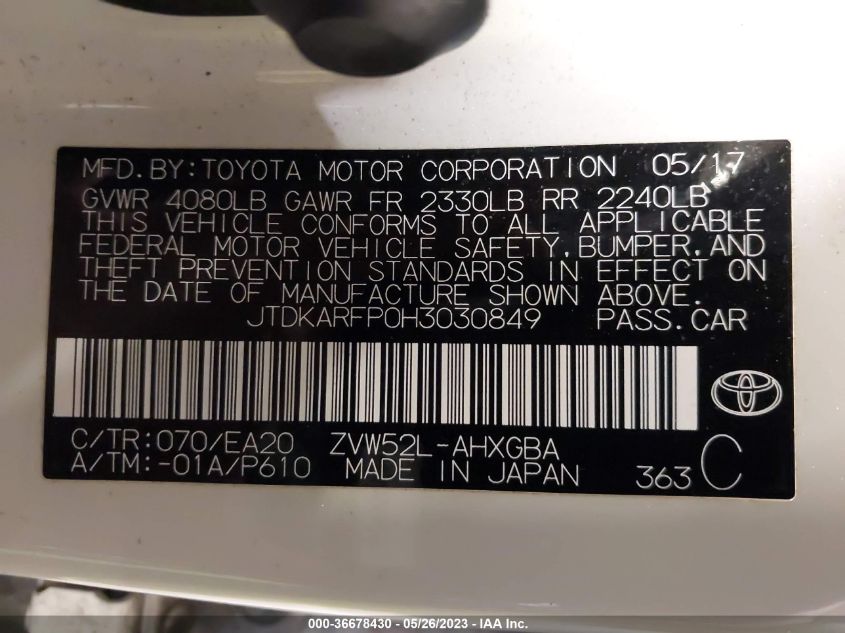 MFD.BY:TOYOTA MOTOR CORPORATION 05/17
GVWR 4080LB GAWR FR 2330LB RR 2240LB
THIS VEHICLE CONFORMS TO ALL APPLICABLE
FEDERAL MOTOR VEHICLE SAFETY,BUMPER,AND
THEFT PREVENTION STANDARDS IN EFFECT ON
THE DATE OF MANUFACTURE SHOWN ABOVE.
JTDKARFP0H3030849 PASS.CAR
C/TR:070/EA20 ZVW52L-AHXGBA
A/TM:-01A/P610 MADE IN JAPAN 363 C
000-36678430 - 05/26/2023 - IAA Inc.